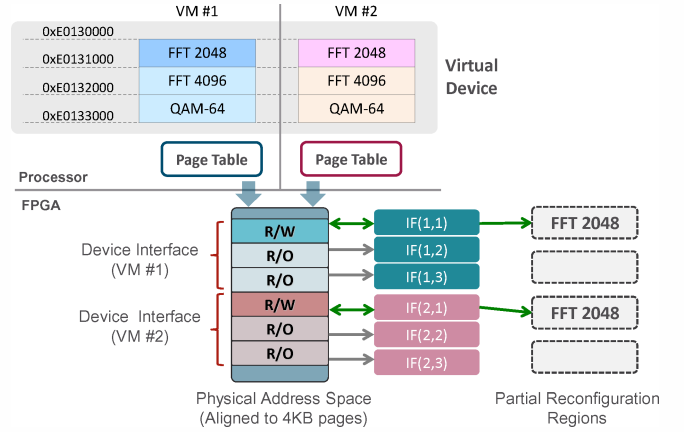 VM #1
VM #2
0xE0130000
0xE0131000
0xE0132000
0xE0133000
FFT 2048
FFT 4096
QAM-64
FFT 2048
FFT 4096
QAM-64
Virtual
Device
Page Table
Page Table
Processor
FPGA
Device Interface
(VM #1)
Device Interface
(VM #2)
R/W
R/O
R/O
R/W
R/O
R/O
IF(1,1)
IF(1,2)
IF(1,3)
IF(2,1)
IF(2,2)
IF(2,3)
FFT 2048
FFT 2048
Physical Address Space
(Aligned to 4KB pages)
Partial Reconfiguration
Regions